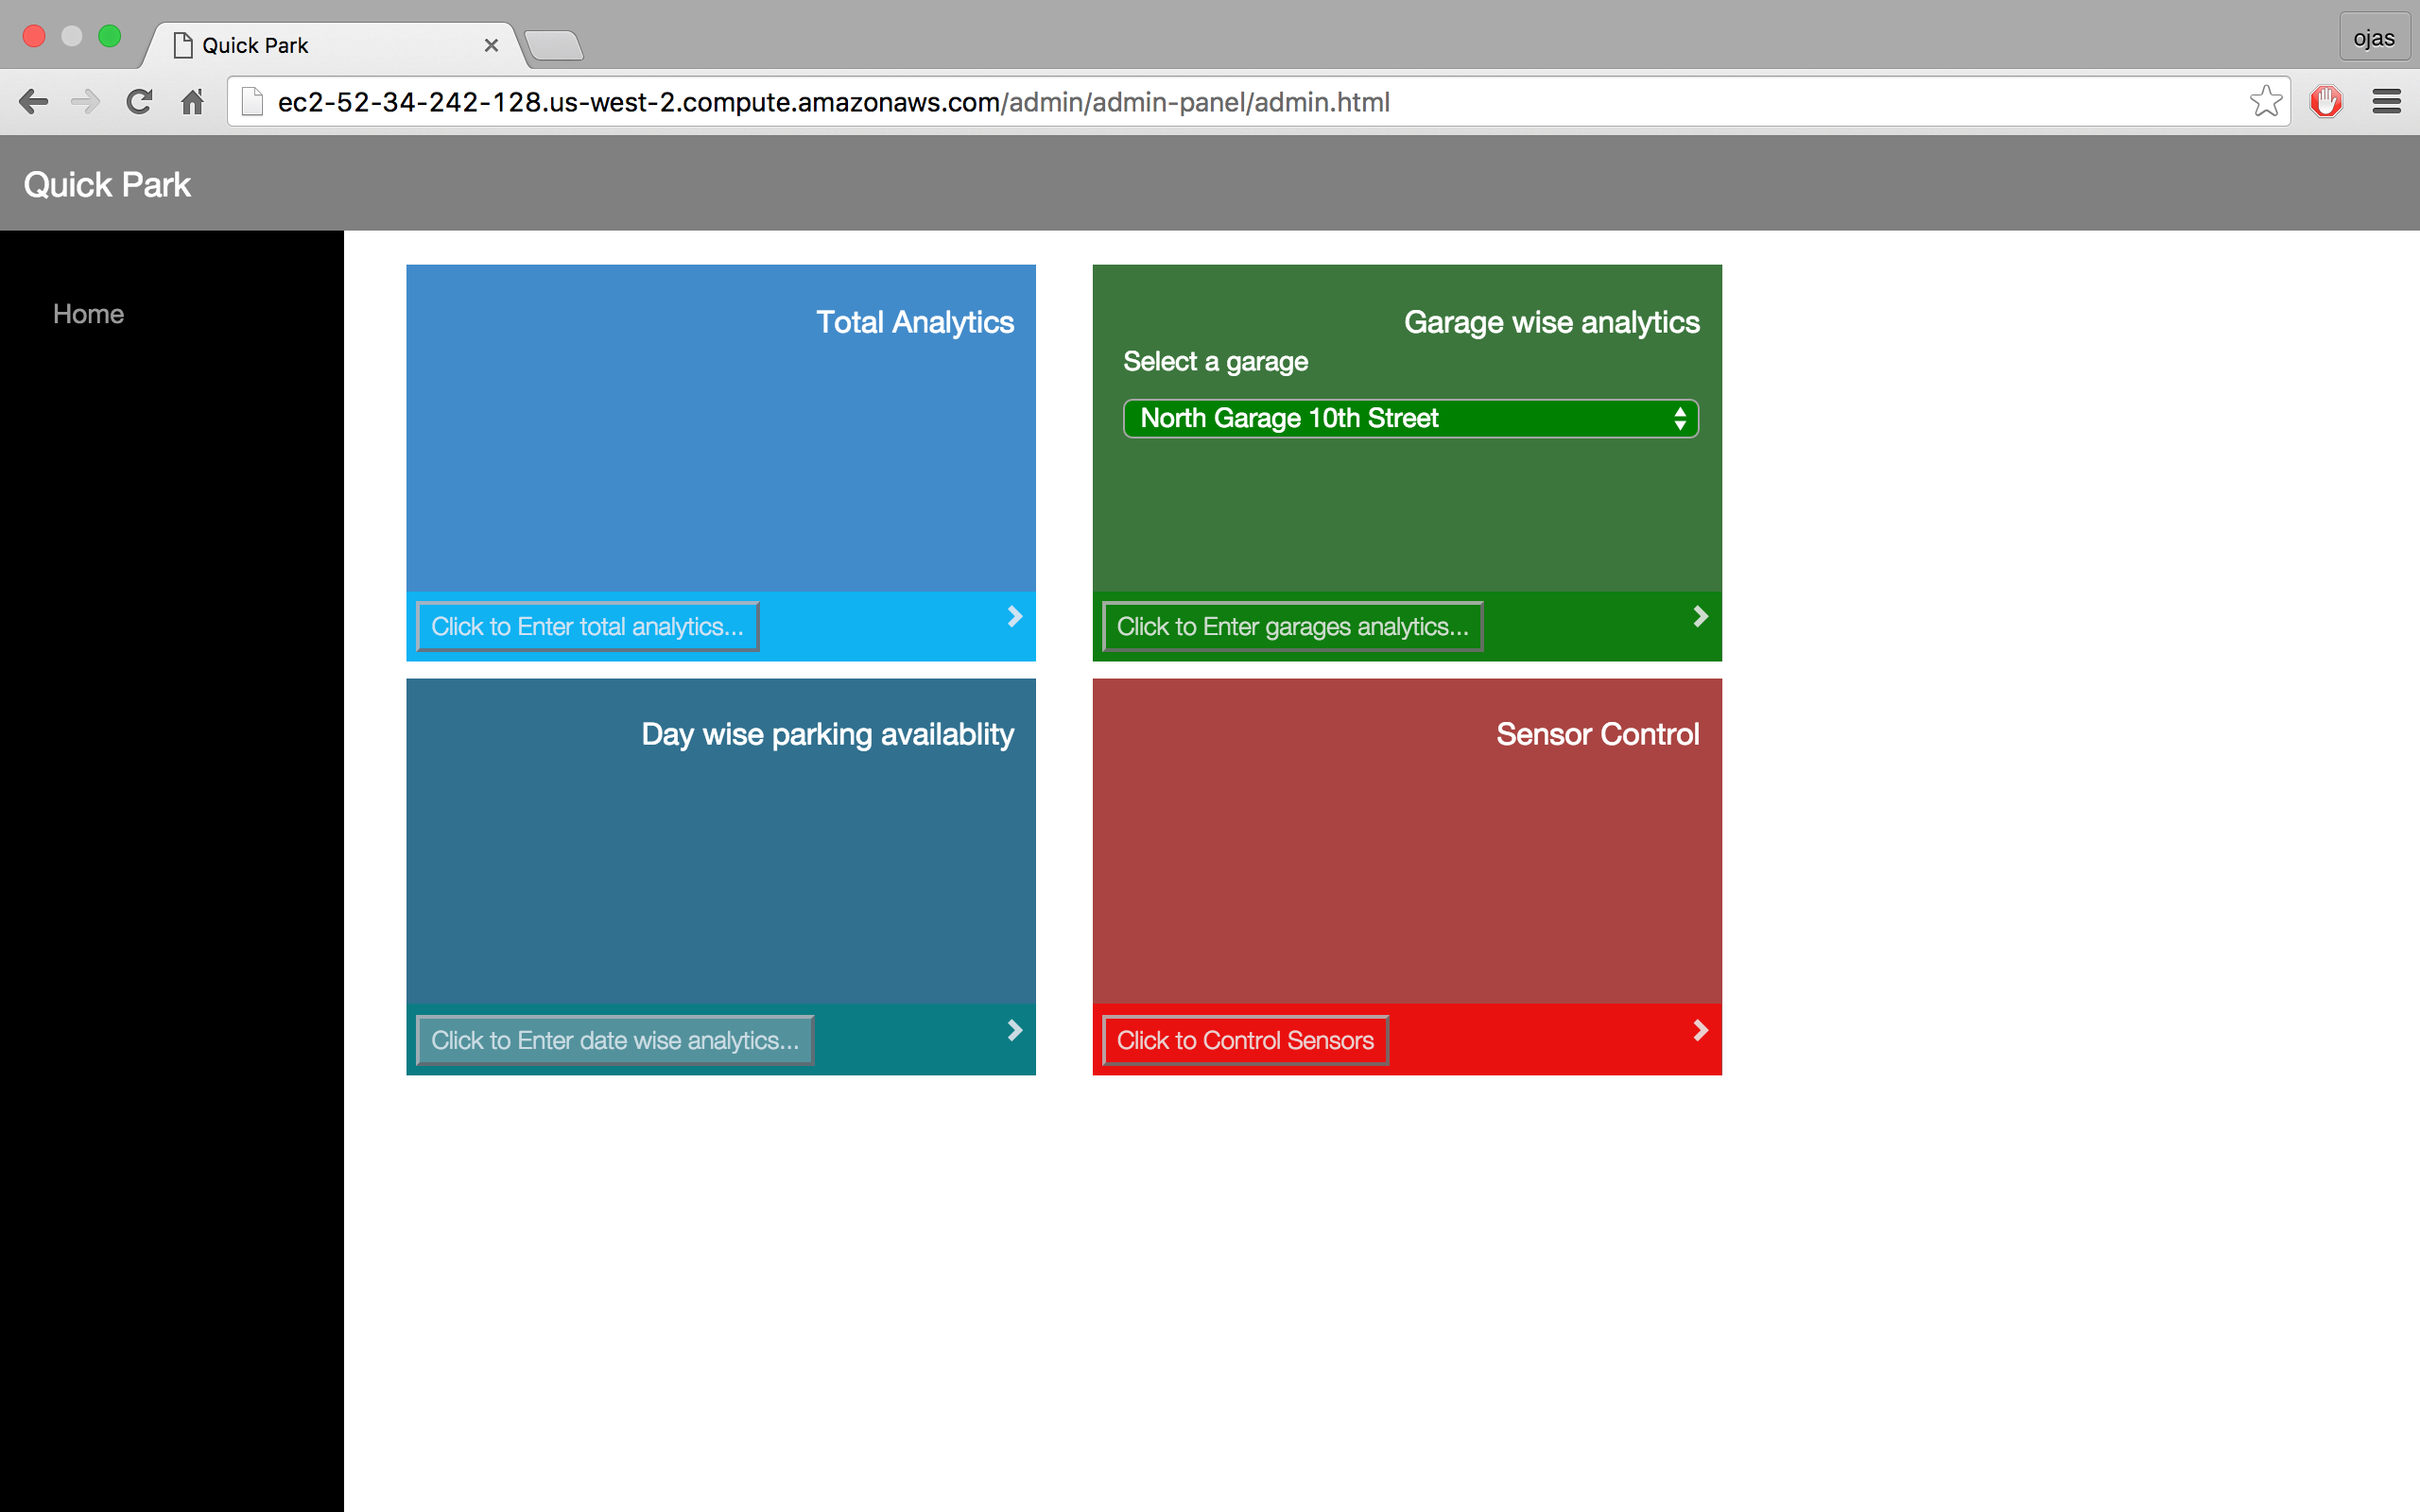 Quick Park
ojas
ec2-52-34-242-128.us-west-2.compute.amazonaws.com/admin/admin-panel/admin.html
Quick Park
Home
Total Analytics
Click to Enter total analytics...
Garage wise analytics
Select a garage
North Garage 10th Street
Click to Enter garages analytics...
Day wise parking availablity
Click to Enter date wise analytics...
Sensor Control
Click to Control Sensors